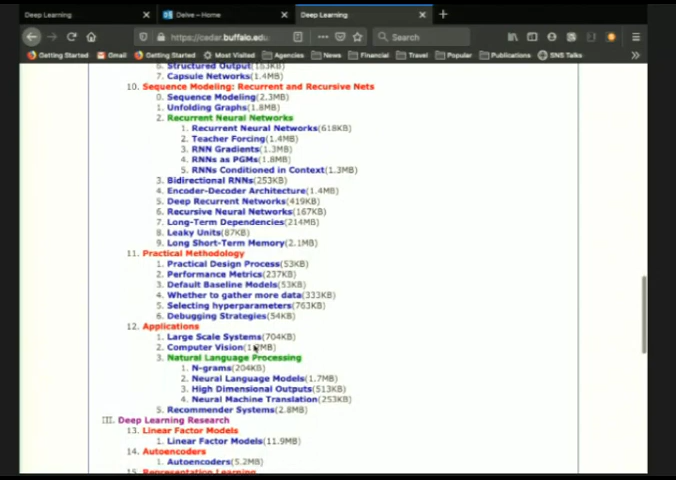 Deep Learning × Delve – Home × Deep Learning × +
https://cedar.buffalo.edu Search
Getting Started Gmail Getting Started Most Visited Agencies News Financial Travel Popular Publications SNS Talks
6. Structured Output(153KB)
7. Capsule Networks(1.4MB)
10. Sequence Modeling: Recurrent and Recursive Nets
0. Sequence Modeling(2.3MB)
1. Unfolding Graphs(1.8MB)
2. Recurrent Neural Networks
1. Recurrent Neural Networks(618KB)
2. Teacher Forcing(1.4MB)
3. RNN Gradients(1.3MB)
4. RNNs as PGMs(1.8MB)
5. RNNs Conditioned in Context(1.3MB)
3. Bidirectional RNNs(253KB)
4. Encoder-Decoder Architecture(1.4MB)
5. Deep Recurrent Networks(419KB)
6. Recursive Neural Networks(167KB)
7. Long-Term Dependencies(214MB)
8. Leaky Units(87KB)
9. Long Short-Term Memory(2.1MB)
11. Practical Methodology
1. Practical Design Process(53KB)
2. Performance Metrics(237KB)
3. Default Baseline Models(53KB)
4. Whether to gather more data(333KB)
5. Selecting hyperparameters(763KB)
6. Debugging Strategies(54KB)
12. Applications
1. Large Scale Systems(704KB)
2. Computer Vision
3. Natural Language Processing
1. N-grams(204KB)
2. Neural Language Models(1.7MB)
3. High Dimensional Outputs(513KB)
4. Neural Machine Translation(253KB)
5. Recommender Systems(2.8MB)
III. Deep Learning Research
13. Linear Factor Models
1. Linear Factor Models(11.9MB)
14. Autoencoders
1. Autoencoders(5.2MB)
15. Representation Learning